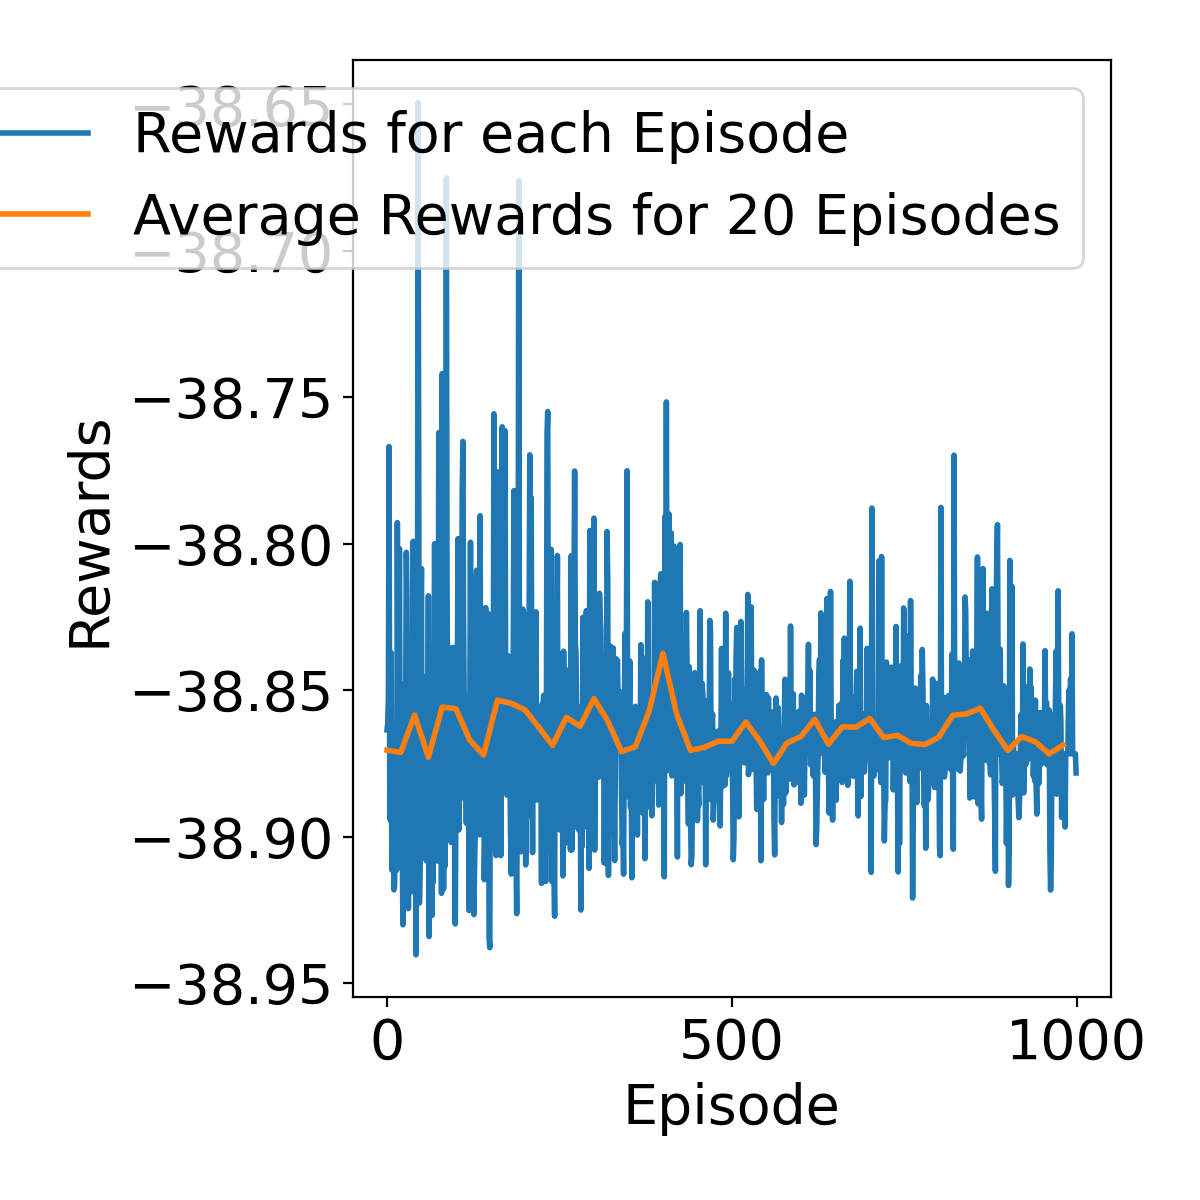 −38.65
Rewards for each Episode
Average Rewards for 20 Episodes
−38.70
−38.75
−38.80
−38.85
−38.90
−38.95
Rewards
0 500 1000
Episode